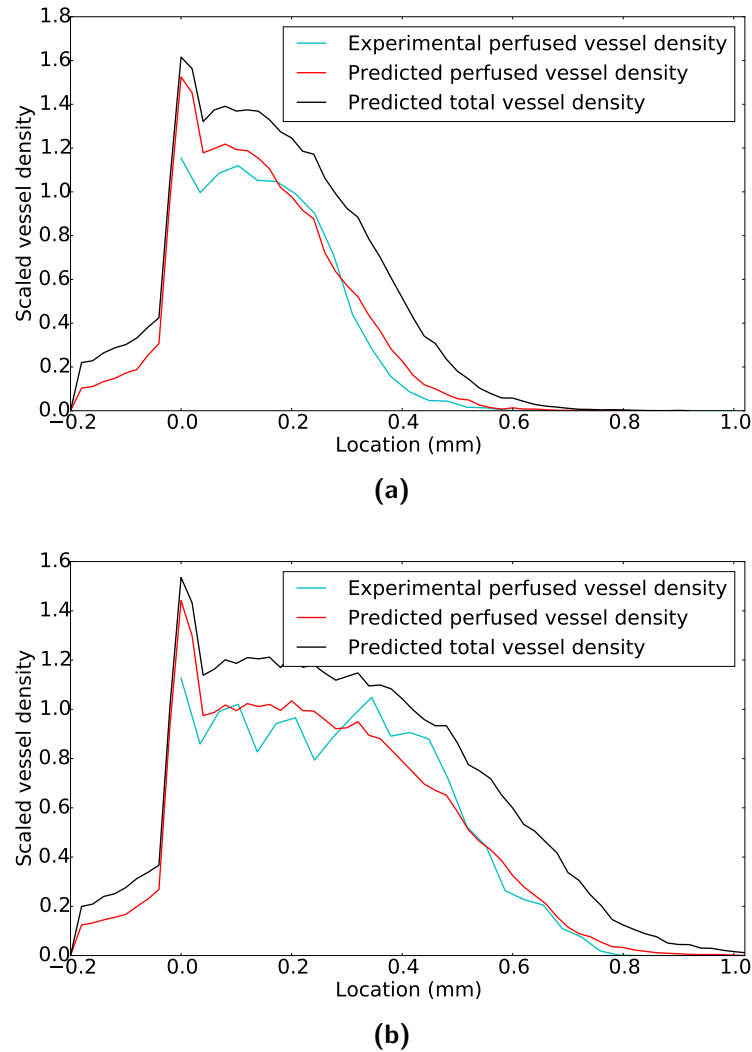 1.8
1.6
1.4
1.2
1.0
0.8
0.6
0.4
0.2
0.0
Scaled vessel density
Experimental perfused vessel density
Predicted perfused vessel density
Predicted total vessel density
−0.2 0.0 0.2 0.4 0.6 0.8 1.0
Location (mm)
(a)
1.6
1.4
1.2
1.0
0.8
0.6
0.4
0.2
0.0
Scaled vessel density
Experimental perfused vessel density
Predicted perfused vessel density
Predicted total vessel density
−0.2 0.0 0.2 0.4 0.6 0.8 1.0
Location (mm)
(b)